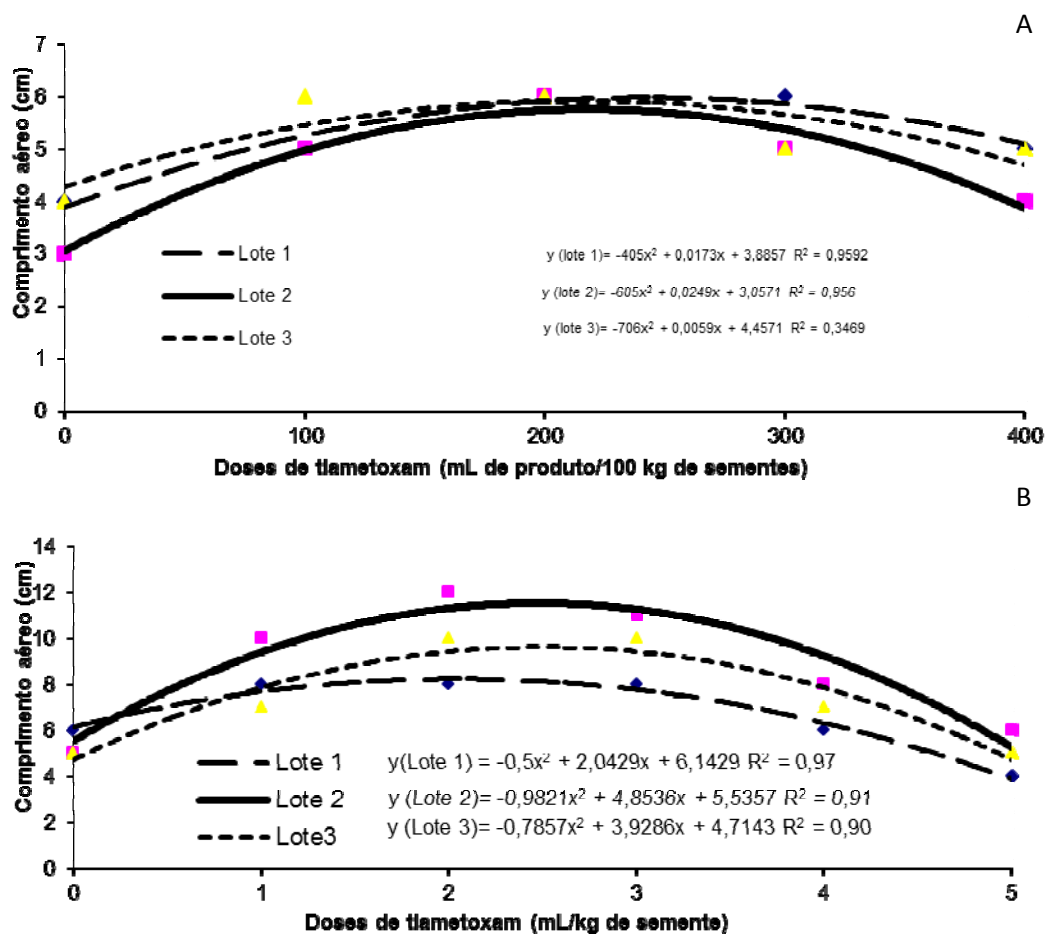 A
Comprimento aéreo (cm)
7
6
5
4
3
2
1
0
Lote 1
Lote 2
Lote 3
y (lote 1)= -405x² + 0,0173x + 3,8857 R² = 0,9592
y (lote 2)= -605x² + 0,0249x + 3,0571 R² = 0,956
y (lote 3)= -706x² + 0,0059x + 4,4571 R² = 0,3469
0 100 200 300 400
Doses de tiametoxam (mL de produto/100 kg de sementes)
B
Comprimento aéreo (cm)
14
12
10
8
6
4
2
0
Lote 1 y(Lote 1) = -0,5x² + 2,0429x + 6,1429 R² = 0,97
Lote 2 y (Lote 2)= -0,9821x² + 4,8536x + 5,5357 R² = 0,91
Lote3 y (Lote 3)= -0,7857x² + 3,9286x + 4,7143 R² = 0,90
0 1 2 3 4 5
Doses de tiametoxam (mL/kg de semente)